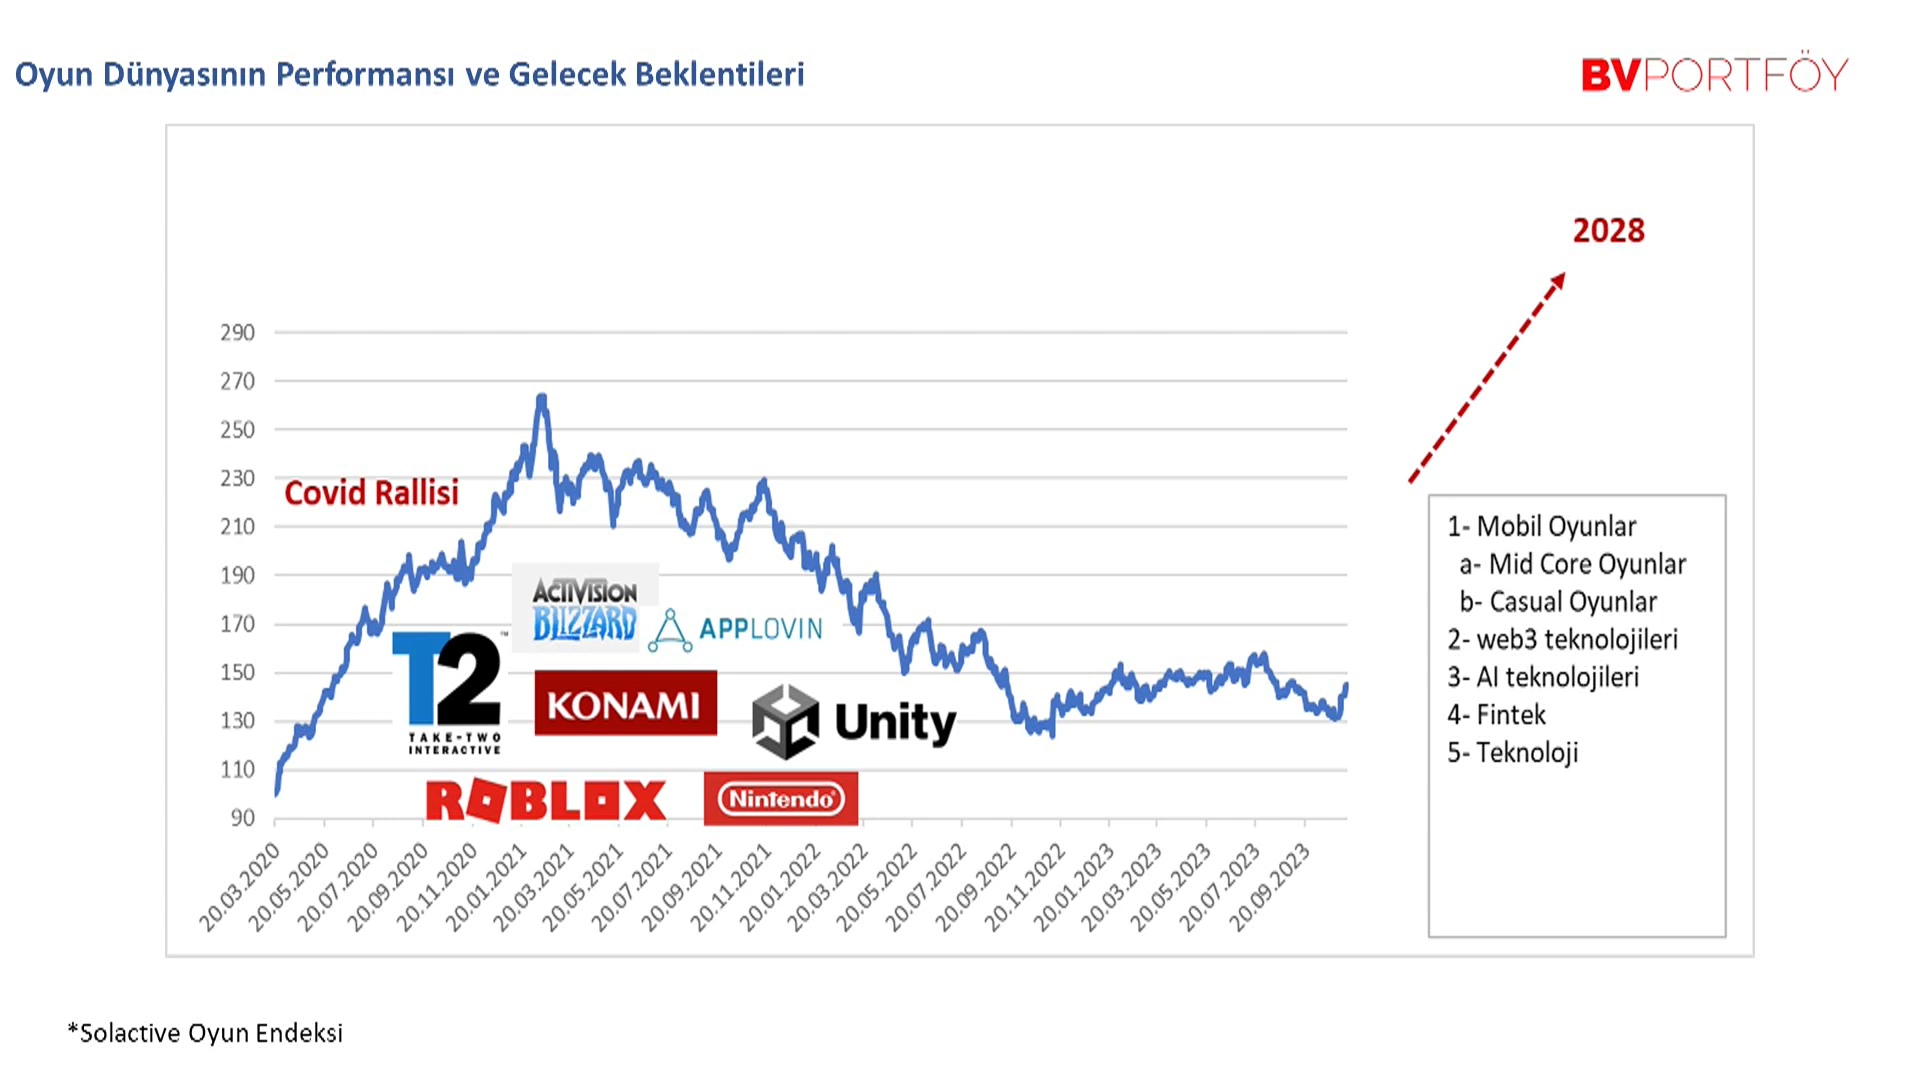 Oyun Dünyasının Performansı ve Gelecek Beklentileri
BVPORTFÖY
2028
290
270
250
230
210
190
170
150
130
110
90
Covid Rallisi
ACTIVISION
BLIZZARD
APPLOVIN
T2™
TAKE-TWO
INTERACTIVE
KONAMI
Unity
ROBLOX
Nintendo
20.03.2020
20.05.2020
20.07.2020
20.09.2020
20.11.2020
20.01.2021
20.03.2021
20.05.2021
20.07.2021
20.09.2021
20.11.2021
20.01.2022
20.03.2022
20.05.2022
20.07.2022
20.09.2022
20.11.2022
20.01.2023
20.03.2023
20.05.2023
20.07.2023
20.09.2023
1- Mobil Oyunlar
a- Mid Core Oyunlar
b- Casual Oyunlar
2- web3 teknolojileri
3- AI teknolojileri
4- Fintek
5- Teknoloji
*Solactive Oyun Endeksi